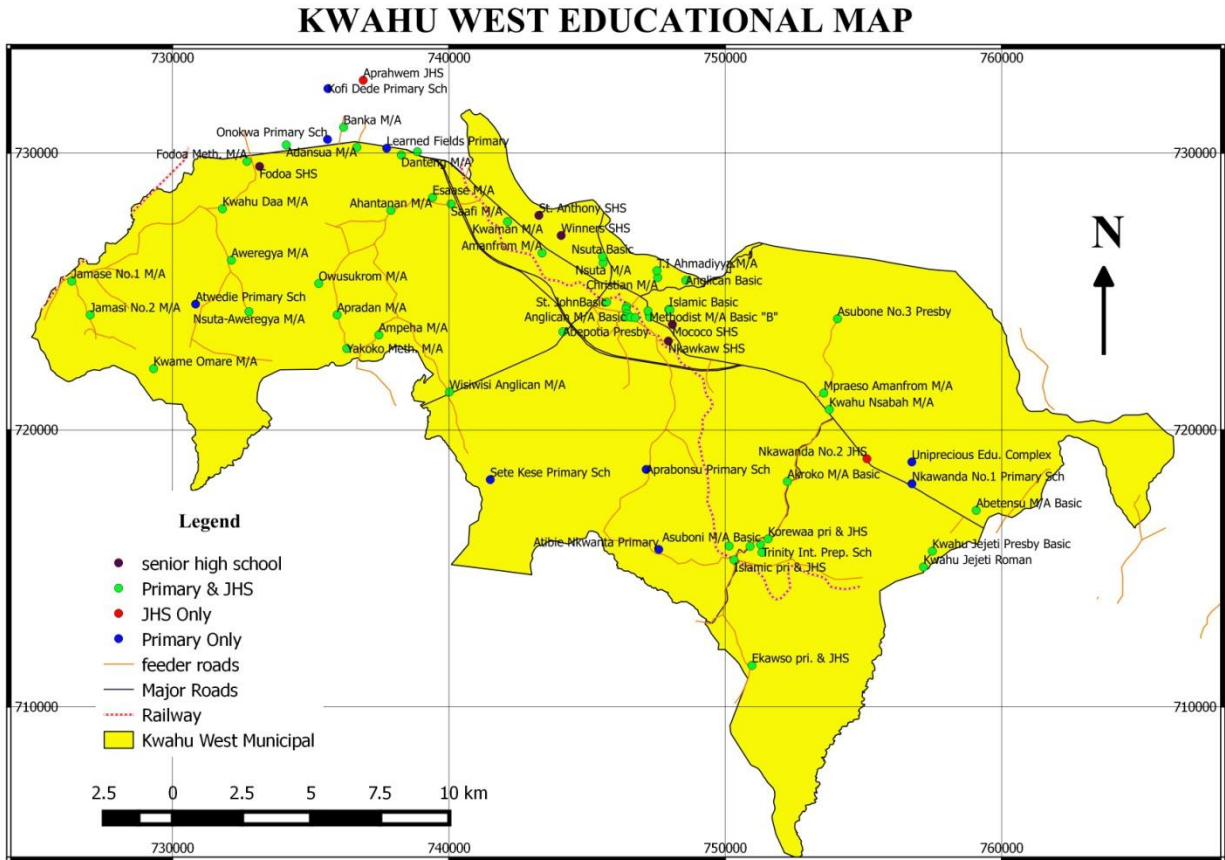 KWAHU WEST EDUCATIONAL MAP
730000 740000 750000 760000
Aprahwem JHS
Kofi Dede Primary Sch
Banka M/A
Onokwa Primary Sch
Learned Fields Primary
730000 730000
Fodoa Meth. M/A
Adansua M/A
Danteng M/A
Fodoa SHS
N
Esaase M/A
Kwahu Daa M/A
Ahantanan M/A
Saafi M/A
St. Anthony SHS
Kwaman M/A
Winners SHS
Amanfrom M/A
Nsuta Basic
Aweregya M/A
T.I Ahmadiyya M/A
Nsuta M/A
Jamase No.1 M/A
Owusukrom M/A
Christian M/A
Anglican Basic
Atwedie Primary Sch
St. JohnBasic
Islamic Basic
Jamasi No.2 M/A
Nsuta-Aweregya M/A
Apradan M/A
Anglican M/A Basic
Methodist M/A Basic "B"
Asubone No.3 Presby
Ampeha M/A
Abepotia Presby
Mococo SHS
Nkawkaw SHS
Yakoko Meth. M/A
Kwame Omare M/A
Wisiwisi Anglican M/A
Mpraeso Amanfrom M/A
Kwahu Nsabah M/A
720000 720000
Nkawanda No.2 JHS
Uniprecious Edu. Complex
Sete Kese Primary Sch
Aprabonsu Primary Sch
Akroko M/A Basic
Nkawanda No.1 Primary Sch
Abetensu M/A Basic
Atibie Nkwanta Primary
Asuboni M/A Basic
Korewaa pri & JHS
Trinity Int. Prep. Sch
Islamic pri & JHS
Kwahu Jejeti Presby Basic
Kwahu Jejeti Roman
Ekawso pri. & JHS
Legend
senior high school
Primary & JHS
JHS Only
Primary Only
feeder roads
Major Roads
710000 710000
Railway
Kwahu West Municipal
2.5 0 2.5 5 7.5 10 km
730000 740000 750000 760000